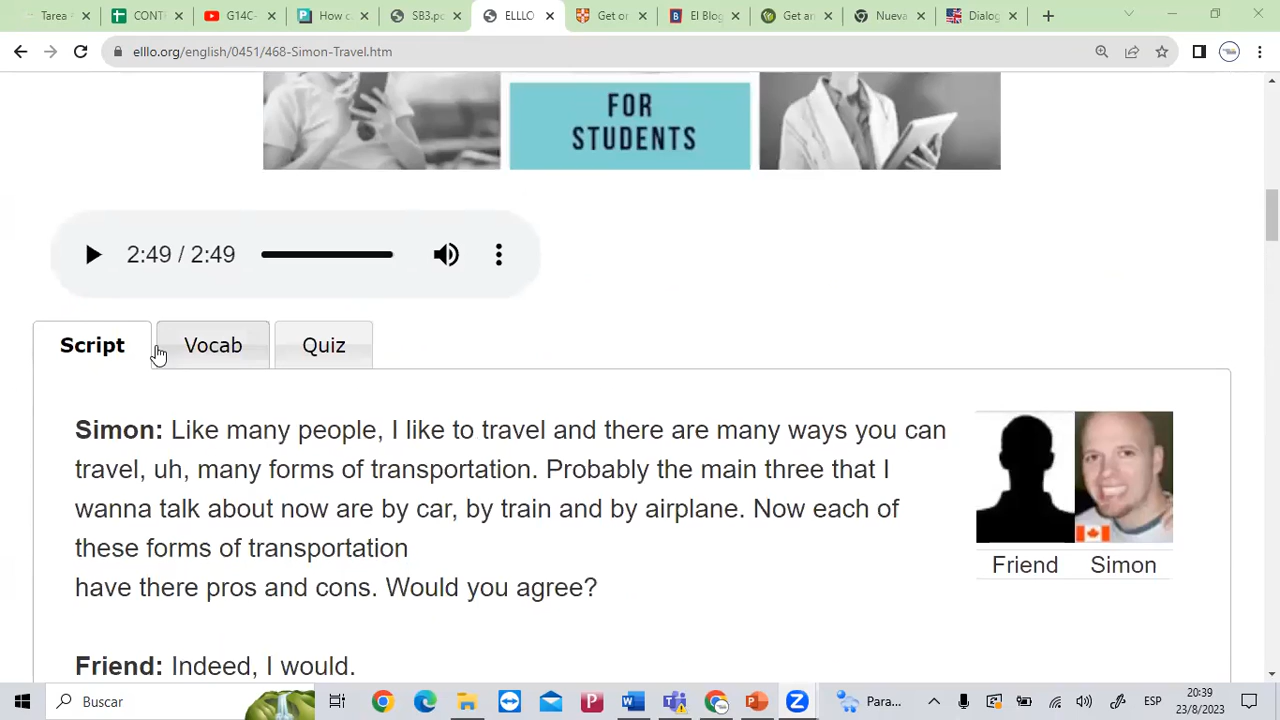 Tarea
CONT
G14C-
How c
SB3.pc
ELLLO
Get or
El Blog
Get ar
Nueva
Dialog
elllo.org/english/0451/468-Simon-Travel.htm
FOR
STUDENTS
2:49 / 2:49
Script
Vocab
Quiz
Simon: Like many people, I like to travel and there are many ways you can
travel, uh, many forms of transportation. Probably the main three that I
wanna talk about now are by car, by train and by airplane. Now each of
these forms of transportation
have there pros and cons. Would you agree?
Friend
Simon
Friend: Indeed, I would.
Buscar
Para...
ESP
20:39
23/8/2023